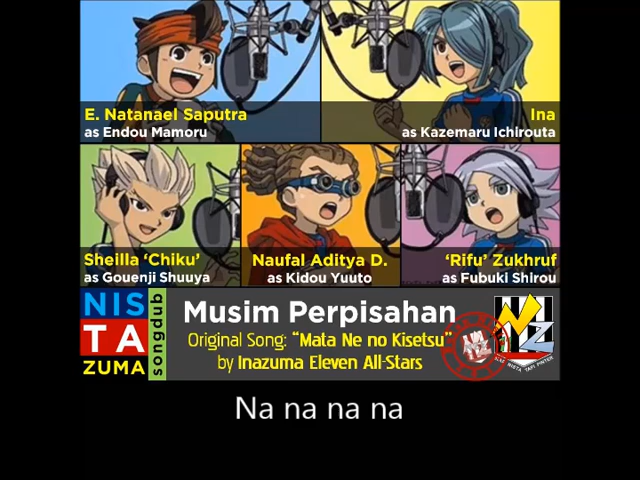 E. Natanael Saputra
as Endou Mamoru
Ina
as Kazemaru Ichirouta
Sheilla ‘Chiku’
as Gouenji Shuuya
Naufal Aditya D.
as Kidou Yuuto
‘Rifu’ Zukhruf
as Fubuki Shirou
NIS
TA
ZUMA
songdub
Musim Perpisahan
Original Song: “Mata Ne no Kisetsu”
by Inazuma Eleven All-Stars
NZ
Na na na na